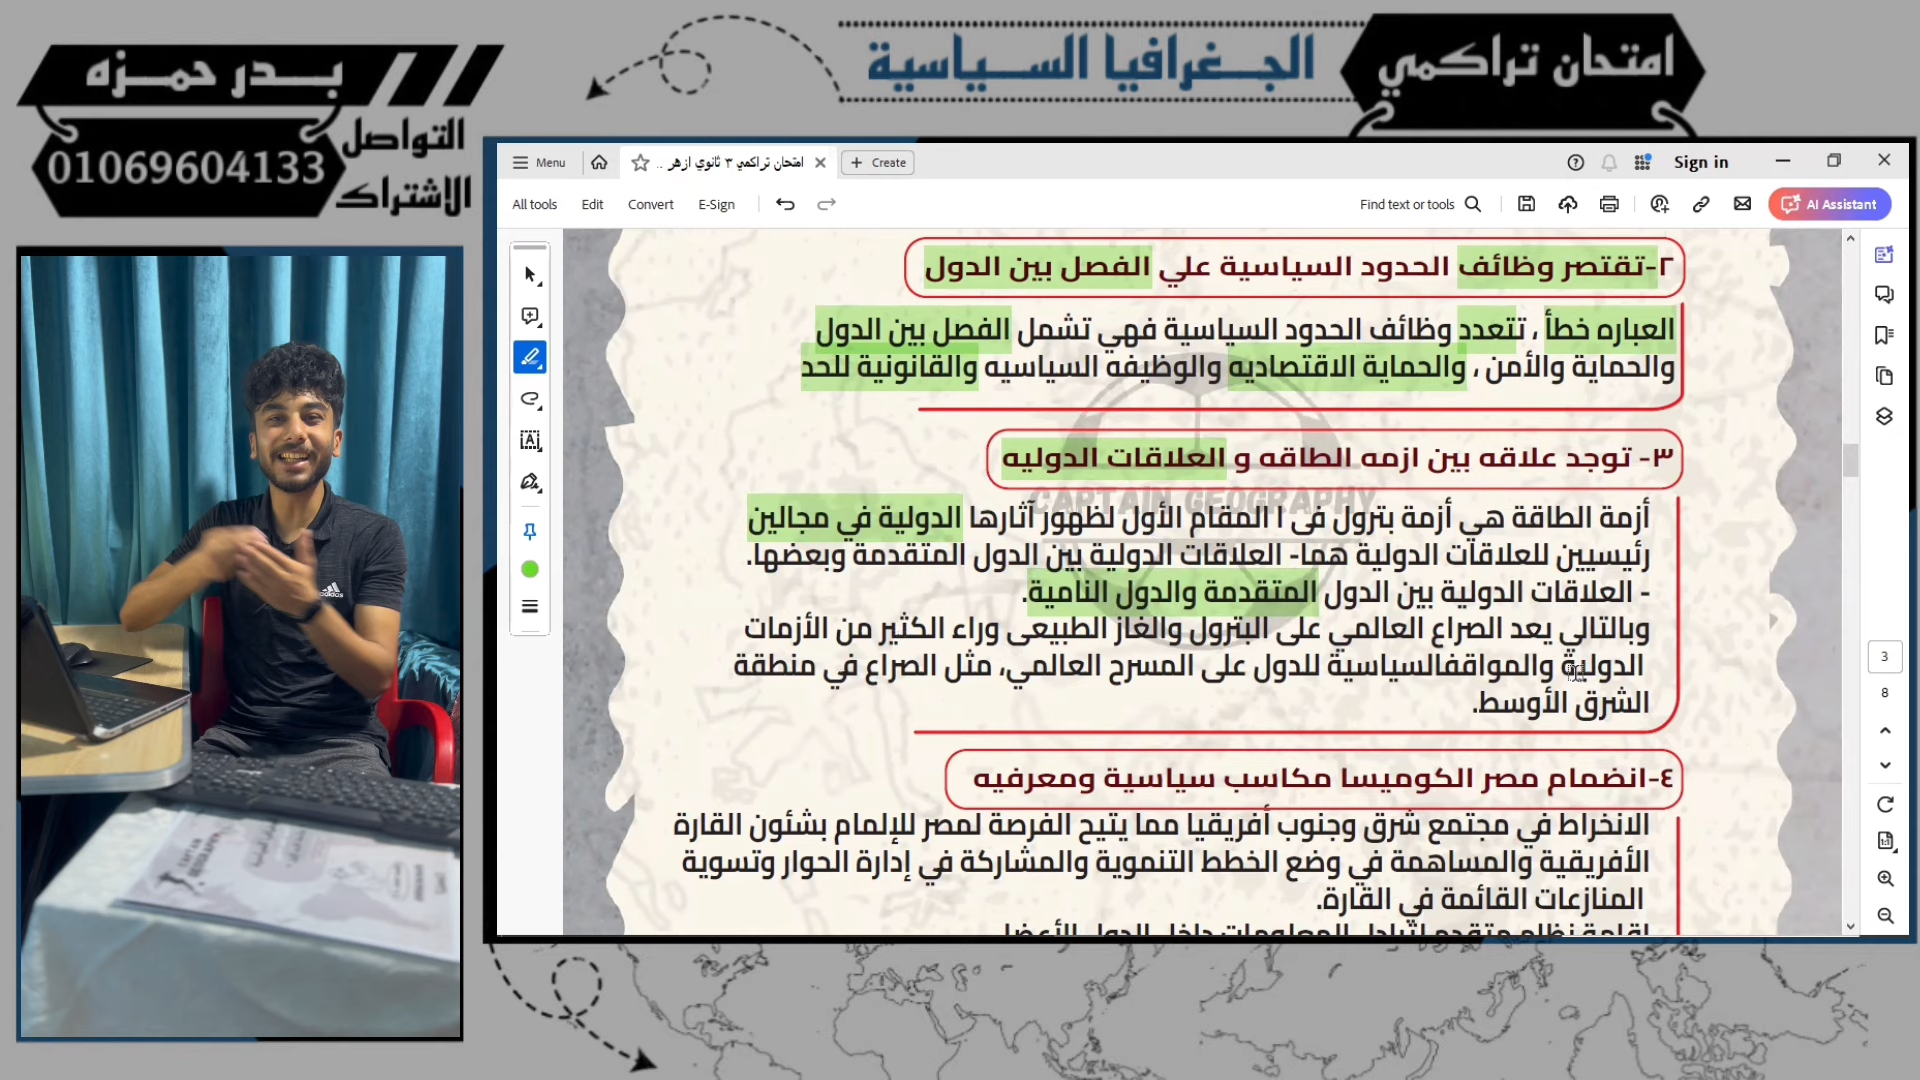 بدر حمزه
التواصل
01069604133
الإشتراك
الجغرافيا السياسية
امتحان تراكمي
Menu
امتحان تراكمي ٣ ثانوي ازهر ..
Create
Sign in
All tools
Edit
Convert
E-Sign
Find text or tools
AI Assistant
٢-تقتصر وظائف الحدود السياسية علي الفصل بين الدول
العباره خطأ ، تتعدد وظائف الحدود السياسية فهي تشمل الفصل بين الدول
والحماية والأمن ، والحماية الاقتصاديه والوظيفه السياسيه والقانونية للحد
٣- توجد علاقه بين ازمه الطاقه و العلاقات الدوليه
CAPTAIN GEOGRAPHY
أزمة الطاقة هي أزمة بترول فى ا المقام الأول لظهور آثارها الدولية في مجالين
رئيسيين للعلاقات الدولية هما- العلاقات الدولية بين الدول المتقدمة وبعضها.
- العلاقات الدولية بين الدول المتقدمة والدول النامية.
وبالتالي يعد الصراع العالمي على البترول والغاز الطبيعى وراء الكثير من الأزمات
الدولية والمواقفالسياسية للدول على المسرح العالمي، مثل الصراع في منطقة
الشرق الأوسط.
٤-انضمام مصر الكوميسا مكاسب سياسية ومعرفيه
الانخراط في مجتمع شرق وجنوب أفريقيا مما يتيح الفرصة لمصر للإلمام بشئون القارة
الأفريقية والمساهمة في وضع الخطط التنموية والمشاركة في إدارة الحوار وتسوية
المنازعات القائمة في القارة.
3
8
adidas
CAPTAIN
GEOGRAPHY